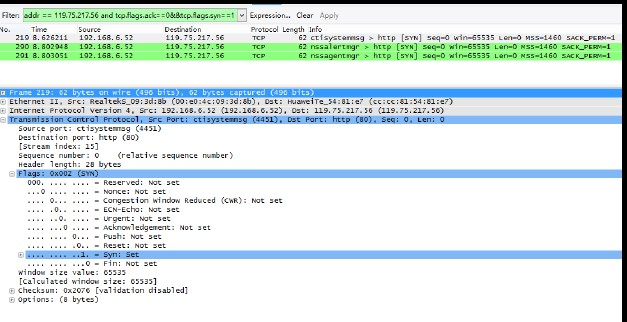 Filter: addr == 119.75.217.56 and tcp.flags.ack==0&&tcp.flags.syn==1 Expression... Clear Apply
No. Time Source Destination Protocol Length Info
219 8.626211 192.168.6.52 119.75.217.56 TCP 62 ctisystemmsg > http [SYN] Seq=0 Win=65535 Len=0 MSS=1460 SACK_PERM=1
290 8.802948 192.168.6.52 119.75.217.56 TCP 62 nssalertmgr > http [SYN] Seq=0 Win=65535 Len=0 MSS=1460 SACK_PERM=1
291 8.803051 192.168.6.52 119.75.217.56 TCP 62 nssagentmgr > http [SYN] Seq=0 Win=65535 Len=0 MSS=1460 SACK_PERM=1
Frame 219: 62 bytes on wire (496 bits), 62 bytes captured (496 bits)
Ethernet II, Src: RealtekS_09:3d:8b (00:e0:4c:09:3d:8b), Dst: HuaweiTe_54:81:e7 (cc:cc:81:54:81:e7)
Internet Protocol Version 4, Src: 192.168.6.52 (192.168.6.52), Dst: 119.75.217.56 (119.75.217.56)
Transmission Control Protocol, Src Port: ctisystemmsg (4451), Dst Port: http (80), Seq: 0, Len: 0
Source port: ctisystemmsg (4451)
Destination port: http (80)
[Stream index: 15]
Sequence number: 0 (relative sequence number)
Header length: 28 bytes
Flags: 0x002 (SYN)
000. .... .... = Reserved: Not set
...0 .... .... = Nonce: Not set
.... 0... .... = Congestion Window Reduced (CWR): Not set
.... .0.. .... = ECN-Echo: Not set
.... ..0. .... = Urgent: Not set
.... ...0 .... = Acknowledgement: Not set
.... .... 0... = Push: Not set
.... .... .0.. = Reset: Not set
.... .... ..1. = Syn: Set
.... .... ...0 = Fin: Not set
Window size value: 65535
[Calculated window size: 65535]
Checksum: 0x2076 [validation disabled]
Options: (8 bytes)